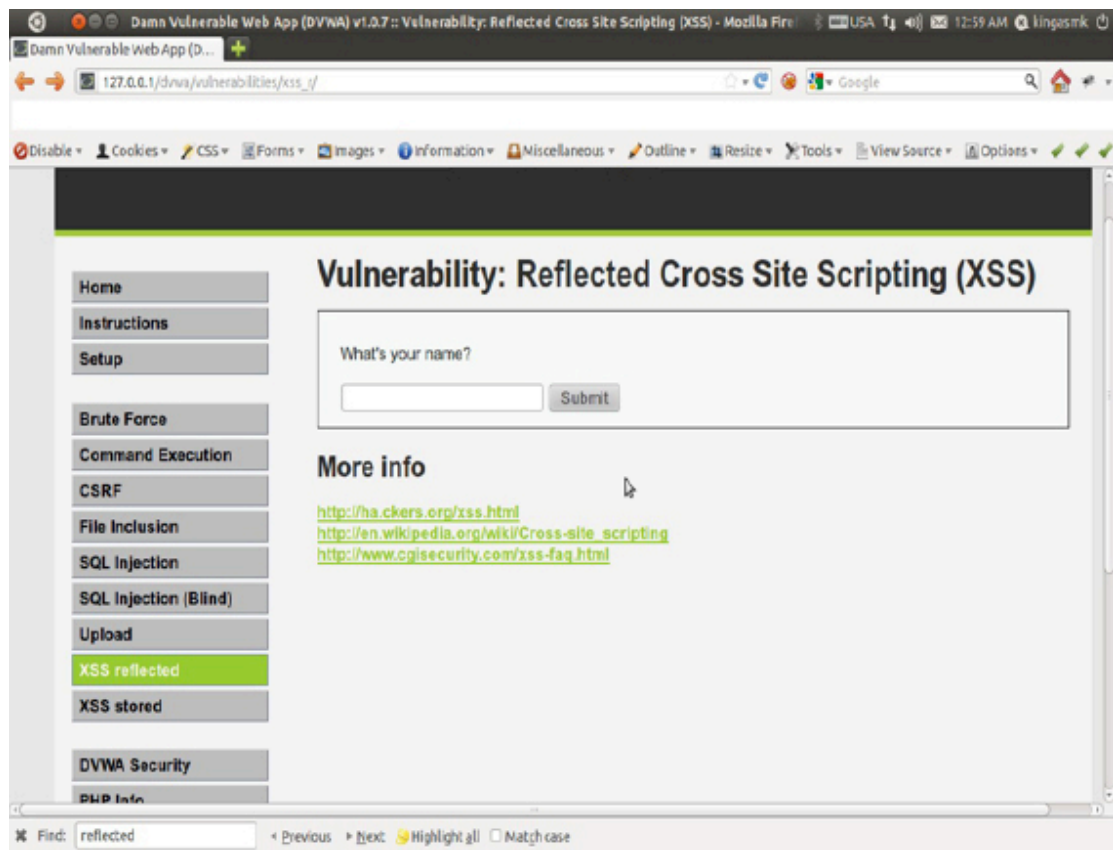 Damn Vulnerable Web App (DVWA) v1.0.7 :: Vulnerability: Reflected Cross Site Scripting (XSS) - Mozilla Fire
USA 12:59 AM kingasmk
Damn Vulnerable Web App (D...
127.0.0.1/dvwa/vulnerabilities/xss_r/
Google
Disable Cookies CSS Forms Images Information Miscellaneous Outline Resize Tools View Source Options
Vulnerability: Reflected Cross Site Scripting (XSS)
What's your name?
Submit
More info
http://ha.ckers.org/xss.html
http://en.wikipedia.org/wiki/Cross-site_scripting
http://www.cgisecurity.com/xss-faq.html
Home
Instructions
Setup
Brute Force
Command Execution
CSRF
File Inclusion
SQL Injection
SQL Injection (Blind)
Upload
XSS reflected
XSS stored
DVWA Security
PHP Info
Find: reflected Previous Next Highlight all Match case